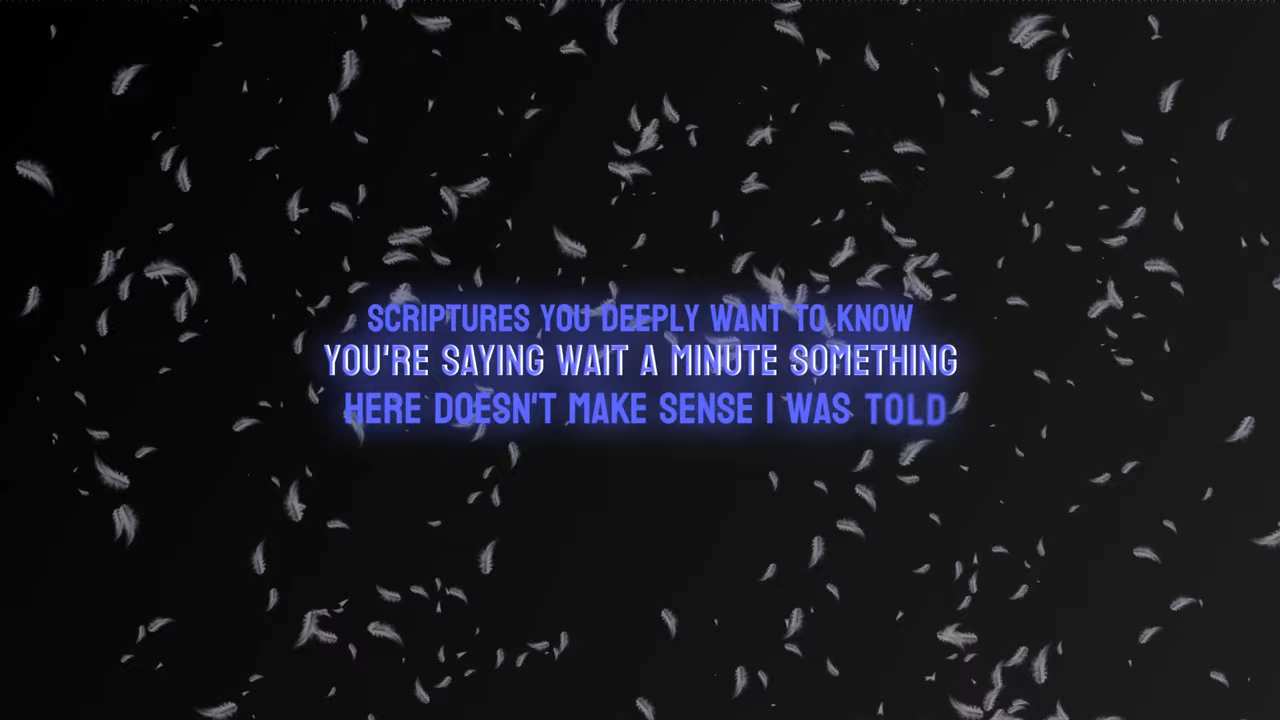 SCRIPTURES YOU DEEPLY WANT TO KNOW
YOU'RE SAYING WAIT A MINUTE SOMETHING
HERE DOESN'T MAKE SENSE I WAS TOLD